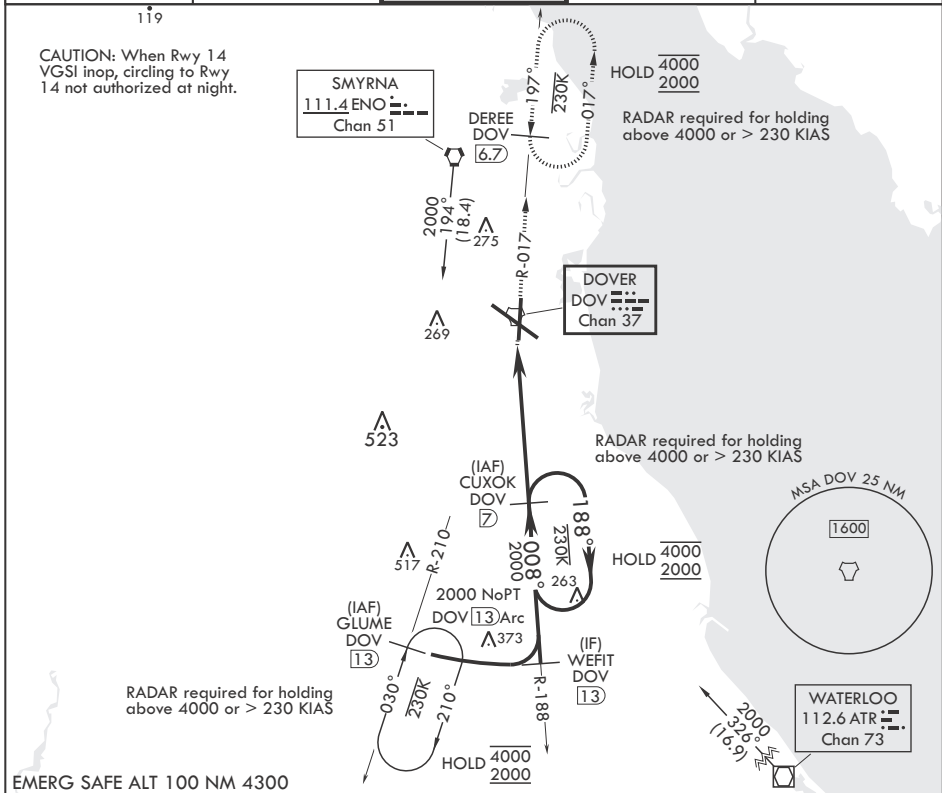 119
CAUTION: When Rwy 14
VGSI inop, circling to Rwy
14 not authorized at night.
SMYRNA
111.4 ENO
Chan 51
2000
194°
(18.4)
275
269
DEREE
DOV
6.7
197°
230K
017°
HOLD 4000
2000
RADAR required for holding
above 4000 or > 230 KIAS
R-017
DOVER
DOV
Chan 37
523
RADAR required for holding
above 4000 or > 230 KIAS
(IAF)
CUXOK
DOV
7
188°
230K
008°
2000
263
HOLD 4000
2000
MSA DOV 25 NM
1600
517
R-210
2000 NoPT
DOV 13 Arc
373
(IAF)
GLUME
DOV
13
(IF)
WEFIT
DOV
13
R-188
030°
230K
210°
RADAR required for holding
above 4000 or > 230 KIAS
HOLD 4000
2000
2000
326°
(16.9)
WATERLOO
112.6 ATR
Chan 73
EMERG SAFE ALT 100 NM 4300